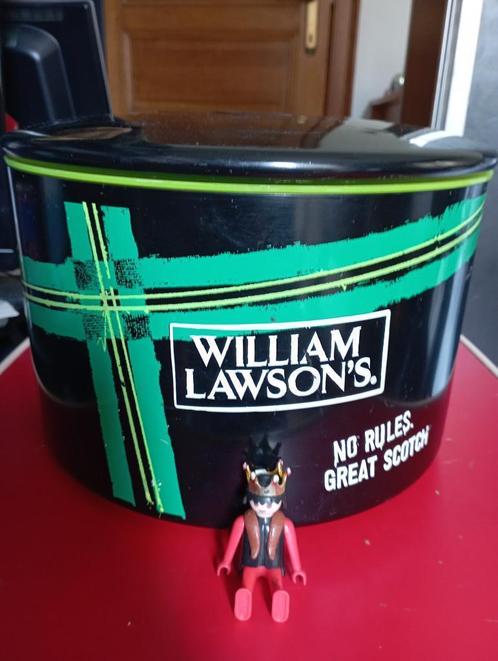 WILLIAM
LAWSON'S.
NO RULES.
GREAT SCOTCH